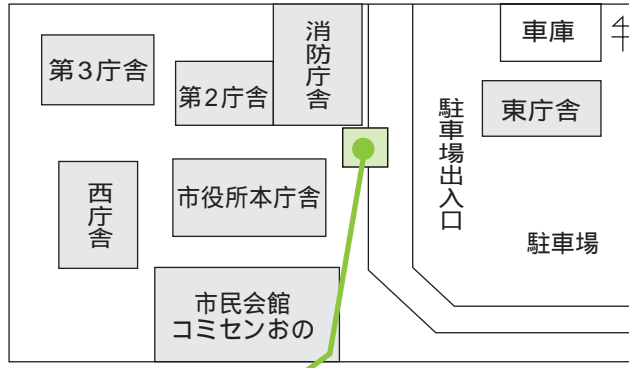 消防庁舎
車庫
第3庁舎
第2庁舎
駐車場出入口
東庁舎
西庁舎
市役所本庁舎
駐車場
市民会館
コミセンおの